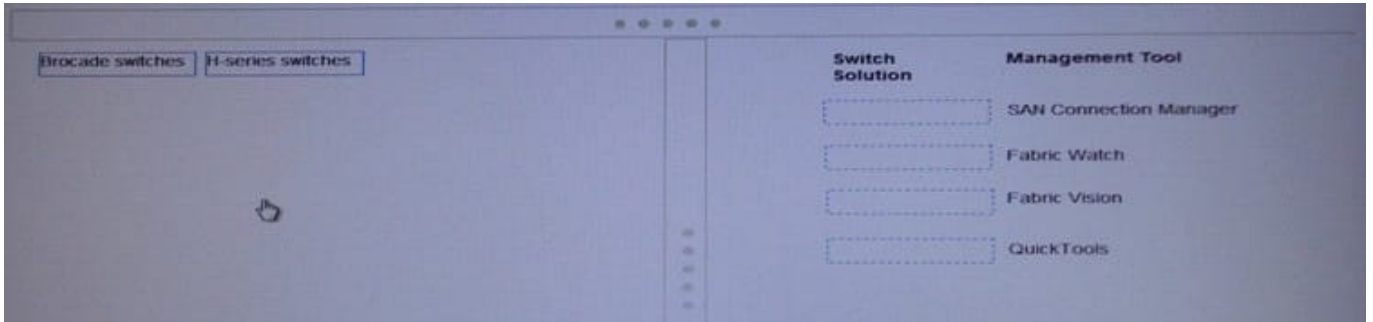 Brocade switches H-series switches
Switch Solution
Management Tool
SAN Connection Manager
Fabric Watch
Fabric Vision
QuickTools